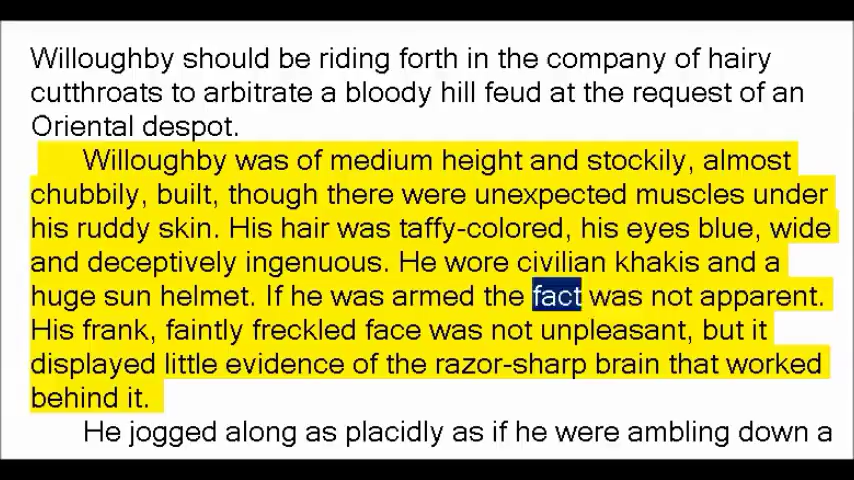 Willoughby should be riding forth in the company of hairy
cutthroats to arbitrate a bloody hill feud at the request of an
Oriental despot.
Willoughby was of medium height and stockily, almost
chubbily, built, though there were unexpected muscles under
his ruddy skin. His hair was taffy-colored, his eyes blue, wide
and deceptively ingenuous. He wore civilian khakis and a
huge sun helmet. If he was armed the fact was not apparent.
His frank, faintly freckled face was not unpleasant, but it
displayed little evidence of the razor-sharp brain that worked
behind it.
He jogged along as placidly as if he were ambling down a